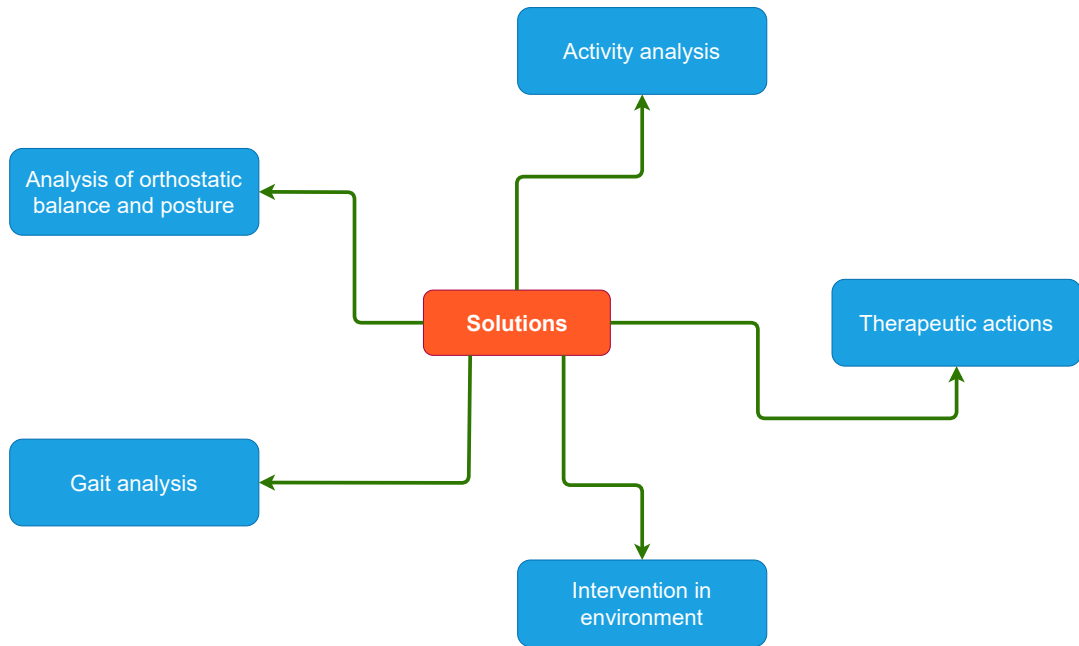 Activity analysis
Analysis of orthostatic
balance and posture
Solutions
Therapeutic actions
Gait analysis
Intervention in
environment